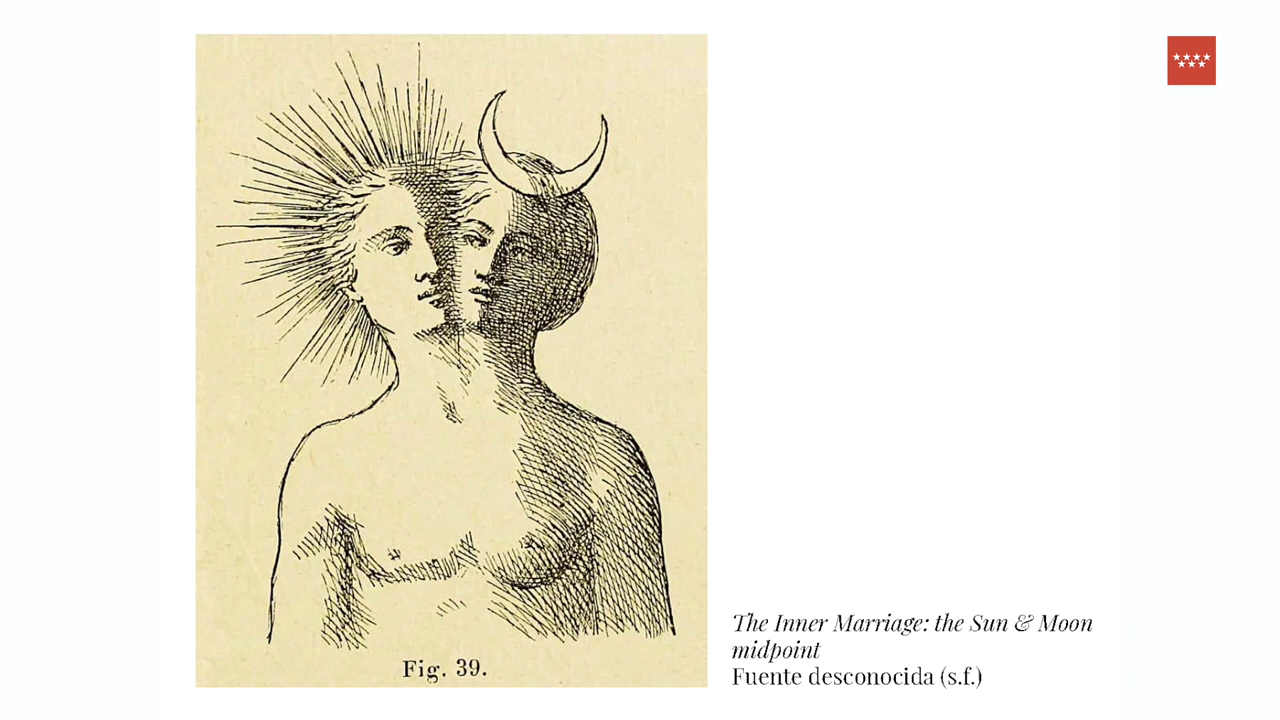 Fig. 39.
The Inner Marriage: the Sun & Moon
midpoint
Fuente desconocida (s.f.)